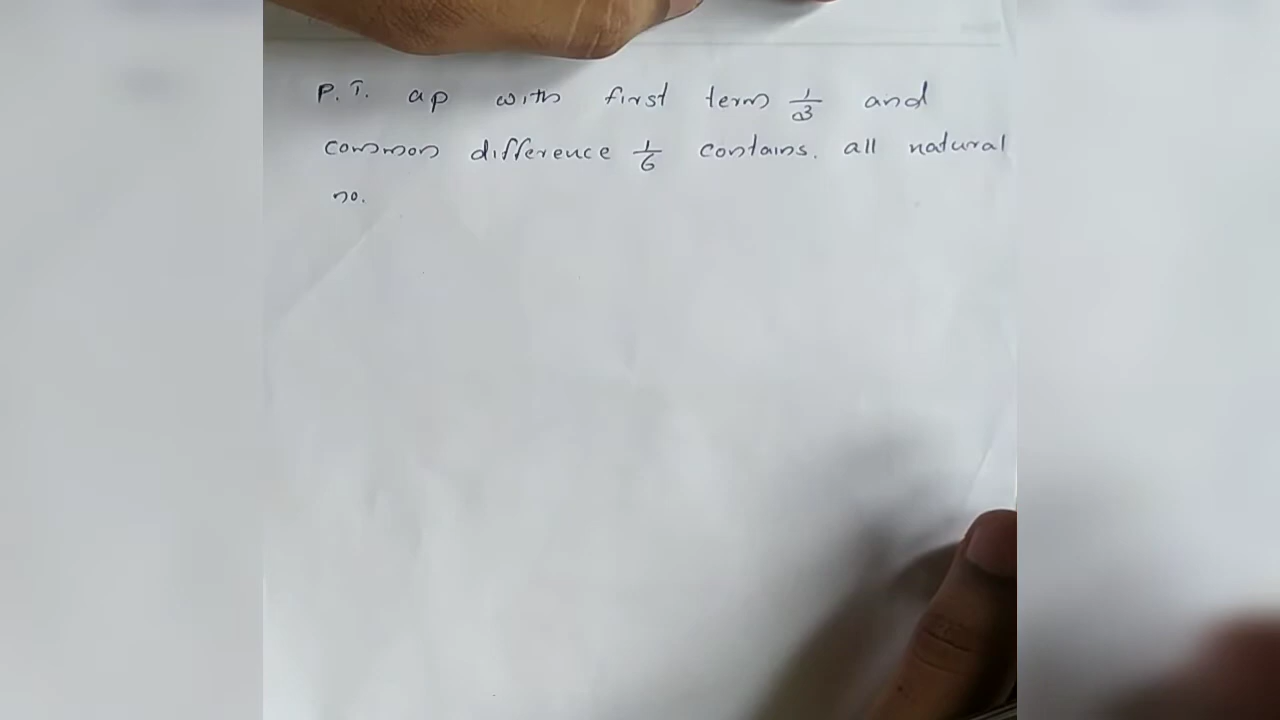 P.T. ap with first term 1/3 and
common difference 1/6 contains. all natural
no.